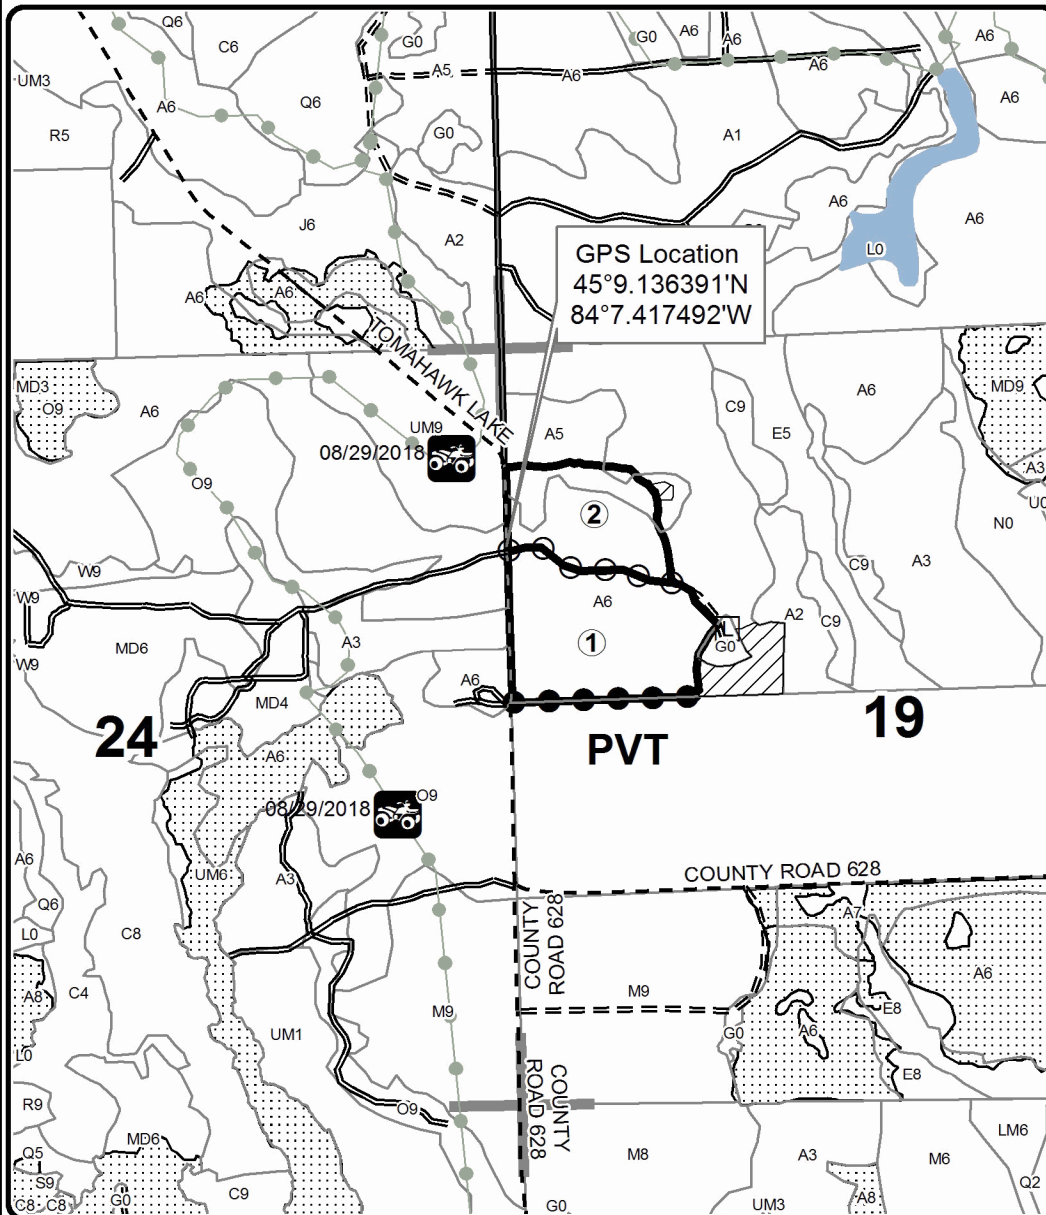 Q6
C6
G0
G0
A6
A6
A6
UM3
A5
A6
A6
A6
Q6
A6
R5
G0
A1
J6
A2
A6
A6
L0
GPS Location
45°9.136391'N
84°7.417492'W
A6
A6
TOMAHAWK LAKE
MD3
O9
A6
UM9
A5
C9
E5
A6
MD9
08/29/2018
A3
U0
O9
2
N0
W9
C9
A3
W9
A6
A2
C9
MD6
A3
1
L
G0
W9
A6
MD4
24
19
PVT
A6
08/29/2018
O9
COUNTY ROAD 628
A6
UM6
A3
Q6
COUNTY
ROAD 628
A7
L0
C8
A6
A8
C4
M9
M9
E8
UM1
G0
A6
L0
COUNTY
ROAD 628
E8
R9
O9
MD6
LM6
Q5
M8
A3
M6
S9
Q2
C8
C8
G0
C9
G0
UM3
A8